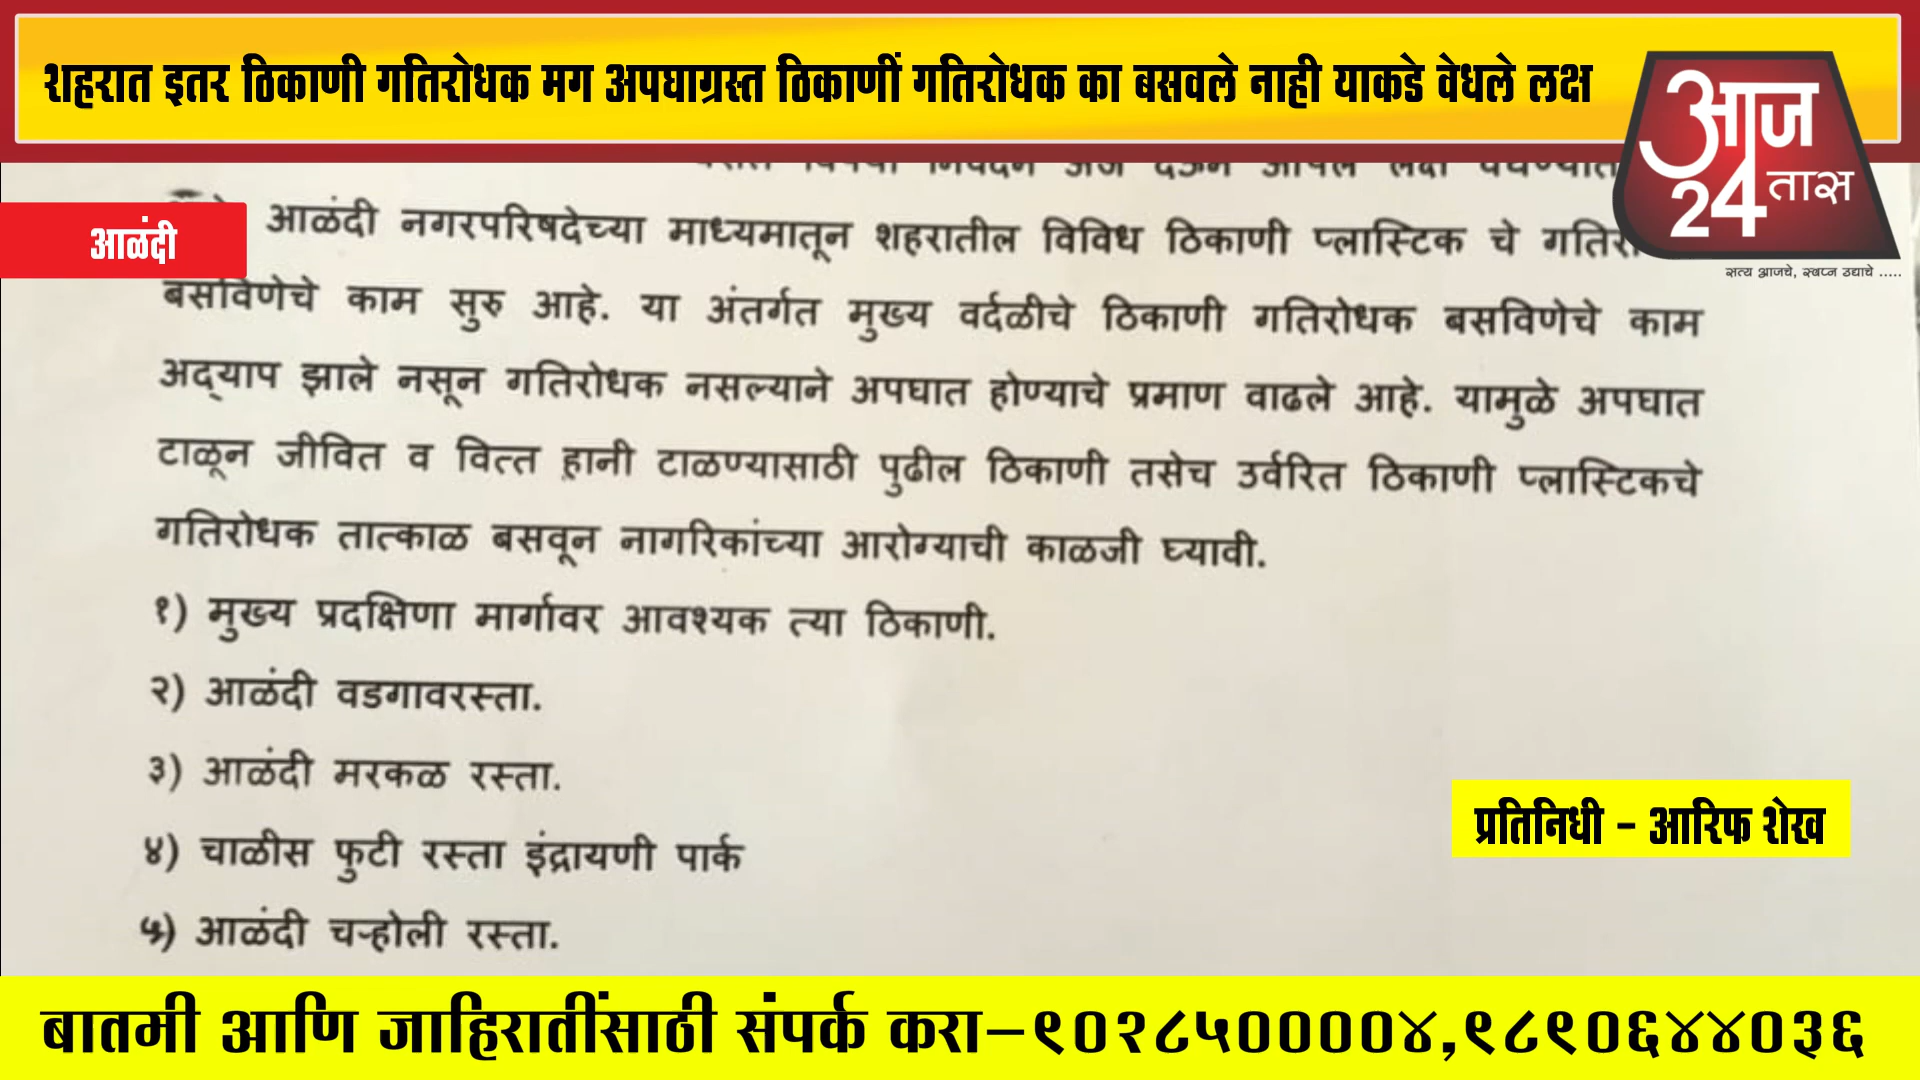 शहरात इतर ठिकाणी गतिरोधक मग अपघाग्रस्त ठिकाणीं गतिरोधक का बसवले नाही याकडे वेधले लक्ष
आज
24 तास
सत्य आजचे, स्वप्न उद्याचे .....
आळंदी
आळंदी नगरपरिषदेच्या माध्यमातून शहरातील विविध ठिकाणी प्लास्टिक चे
बसविणेचे काम सुरु आहे. या अंतर्गत मुख्य वर्दळीचे ठिकाणी गतिरोधक बसविणेचे काम
अद्याप झाले नसून गतिरोधक नसल्याने अपघात होण्याचे प्रमाण वाढले आहे. यामुळे अपघात
टाळून जीवित व वित्त हानी टाळण्यासाठी पुढील ठिकाणी तसेच उर्वरित ठिकाणी प्लास्टिकचे
गतिरोधक तात्काळ बसवून नागरिकांच्या आरोग्याची काळजी घ्यावी.
१) मुख्य प्रदक्षिणा मार्गावर आवश्यक त्या ठिकाणी.
२) आळंदी वडगावरस्ता.
३) आळंदी मरकळ रस्ता.
४) चाळीस फुटी रस्ता इंद्रायणी पार्क
५) आळंदी चऱ्होली रस्ता.
प्रतिनिधी - आरिफ शेख
बातमी आणि जाहिरातींसाठी संपर्क करा-९०२८५००००४,९८९०६४४०३६